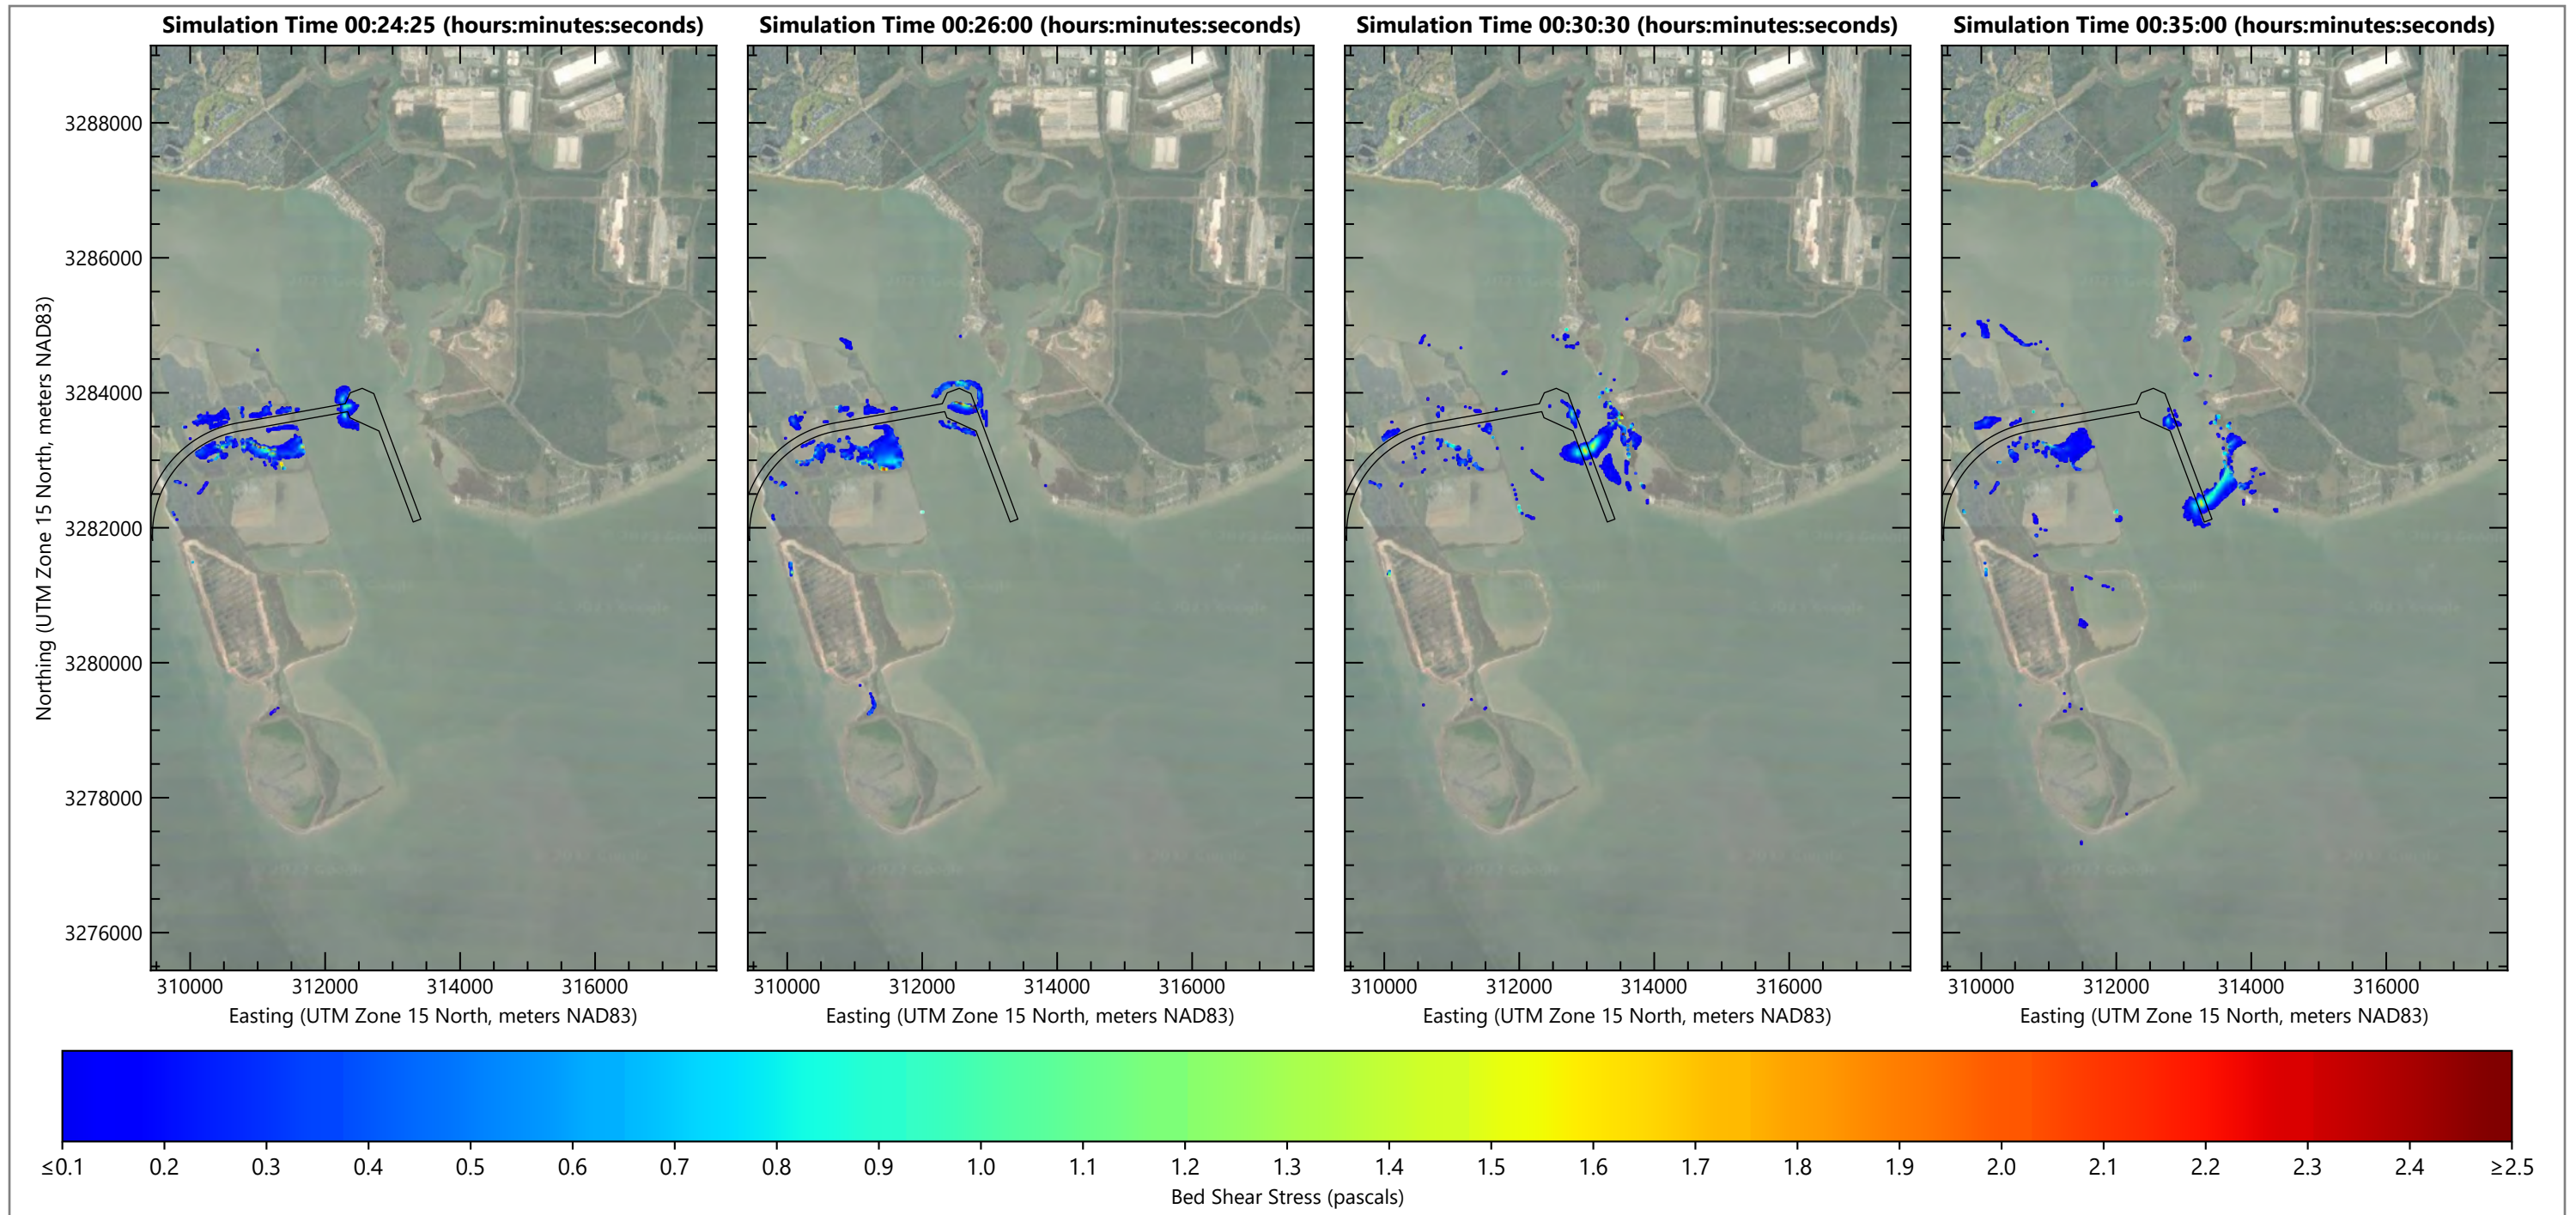 Simulation Time 00:24:25 (hours:minutes:seconds)
Simulation Time 00:26:00 (hours:minutes:seconds)
Simulation Time 00:30:30 (hours:minutes:seconds)
Simulation Time 00:35:00 (hours:minutes:seconds)
Northing (UTM Zone 15 North, meters NAD83)
3288000
3286000
3284000
3282000
3280000
3278000
3276000
310000 312000 314000 316000
310000 312000 314000 316000
310000 312000 314000 316000
310000 312000 314000 316000
Easting (UTM Zone 15 North, meters NAD83)
Easting (UTM Zone 15 North, meters NAD83)
Easting (UTM Zone 15 North, meters NAD83)
Easting (UTM Zone 15 North, meters NAD83)
≤0.1 0.2 0.3 0.4 0.5 0.6 0.7 0.8 0.9 1.0 1.1 1.2 1.3 1.4 1.5 1.6 1.7 1.8 1.9 2.0 2.1 2.2 2.3 2.4 ≥2.5
Bed Shear Stress (pascals)